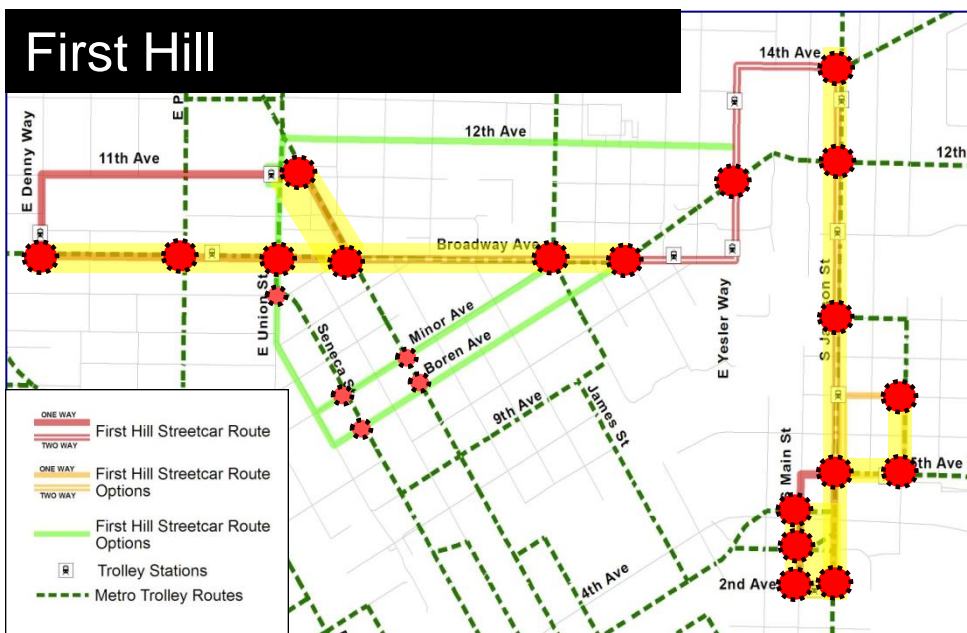 First Hill
14th Ave
E P
E Denny Way
12th Ave
11th Ave
12th
Broadway Ave
E Union St
S Ja on St
E Yesler Way
Minor Ave
Seneca S
Boren Ave
9th Ave
James St
S Main St
5th Ave
4th Ave
2nd Ave
ONE WAY
First Hill Streetcar Route
TWO WAY
ONE WAY
First Hill Streetcar Route
Options
TWO WAY
First Hill Streetcar Route
Options
Trolley Stations
Metro Trolley Routes